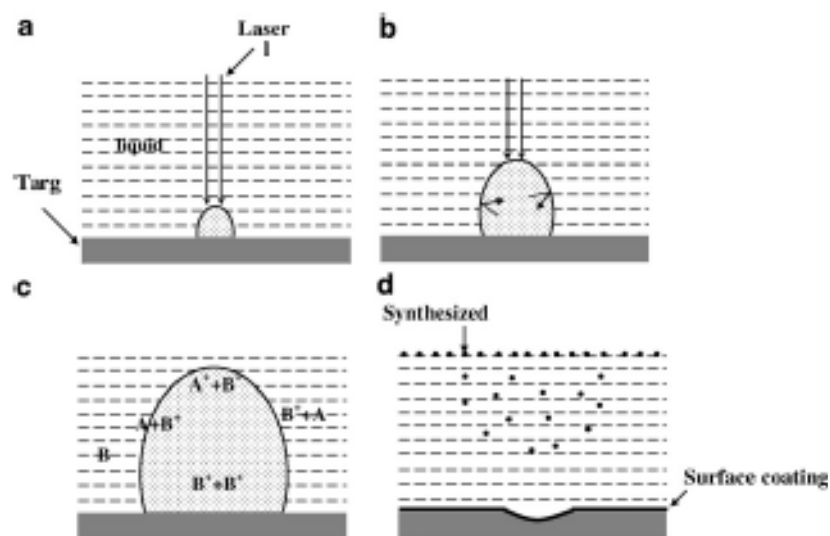 a
Laser
l
liquid
Targ
b
c
A⁺+B⁺
A+B⁺
B⁺+A
B
B⁺+B⁺
d
Synthesized
Surface coating